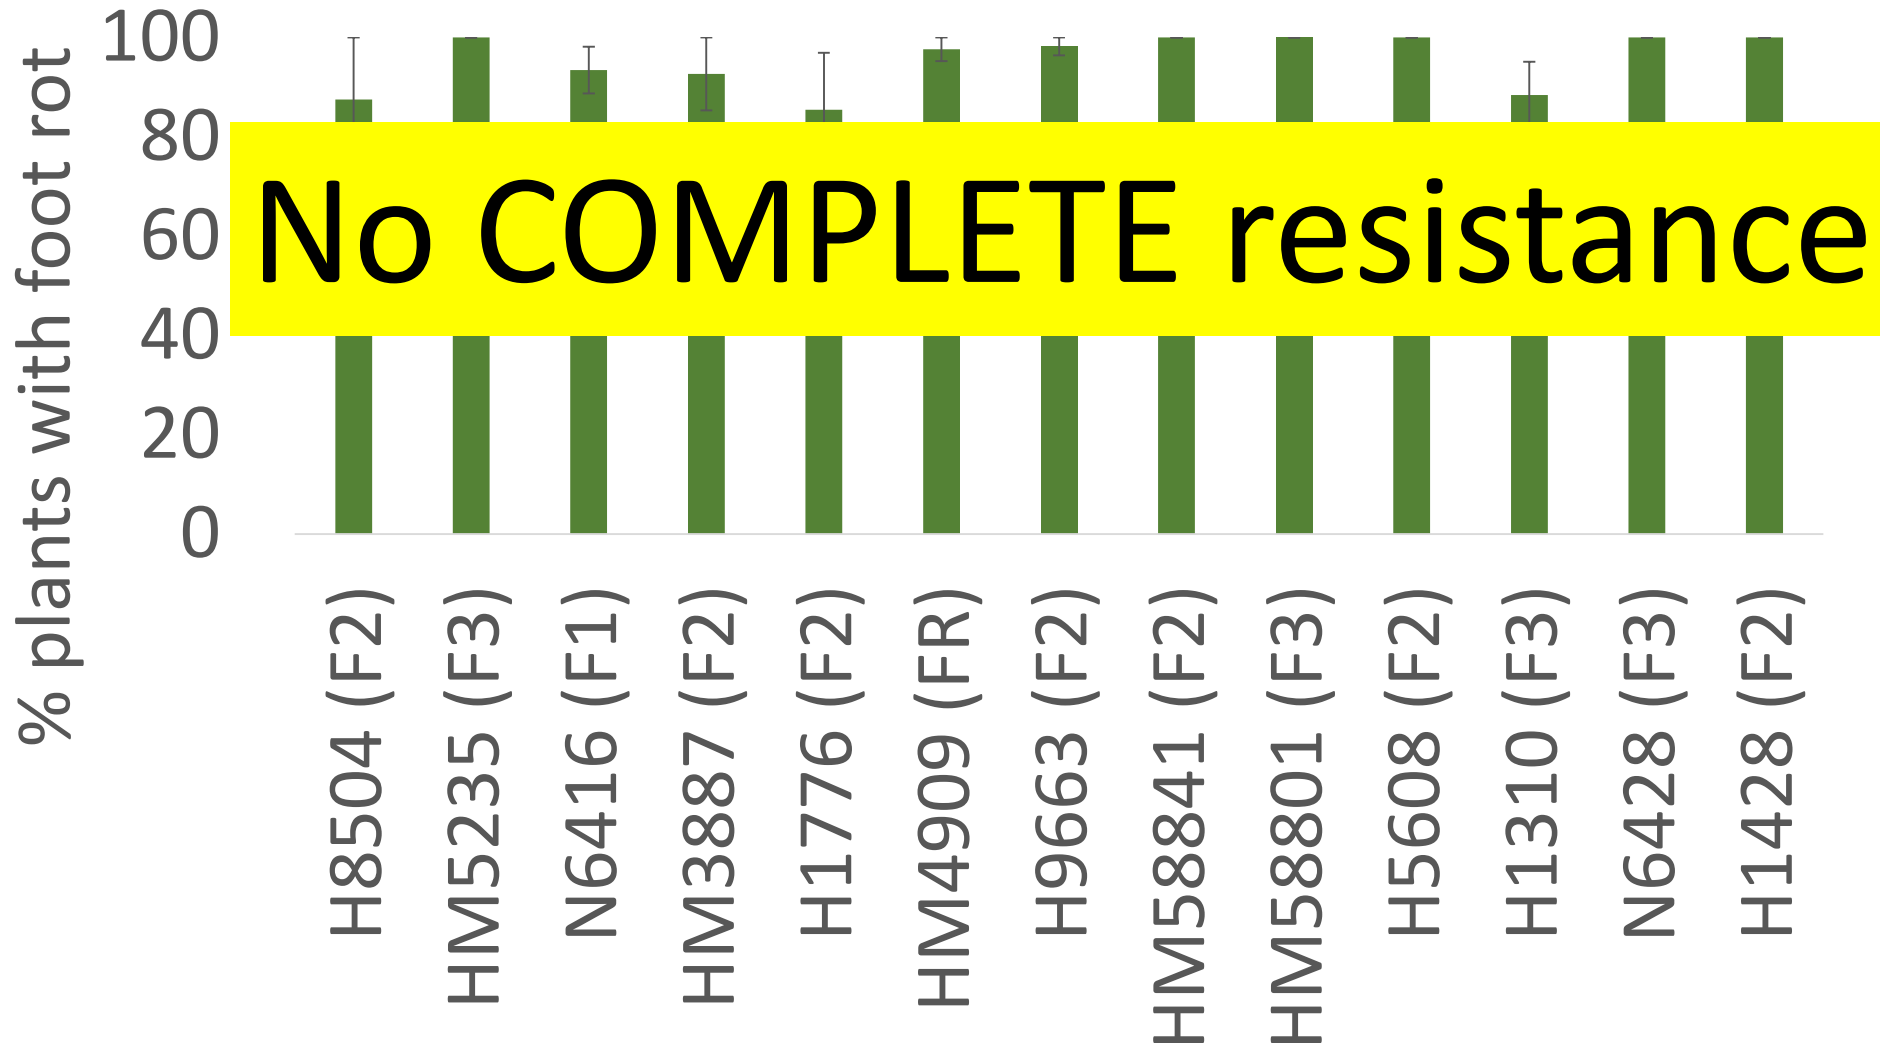 % plants with foot rot
100
80
60
40
20
0
No COMPLETE resistance
H8504 (F2)
HM5235 (F3)
N6416 (F1)
HM3887 (F2)
H1776 (F2)
HM4909 (FR)
H9663 (F2)
HM58841 (F2)
HM58801 (F3)
H5608 (F2)
H1310 (F3)
N6428 (F3)
H1428 (F2)